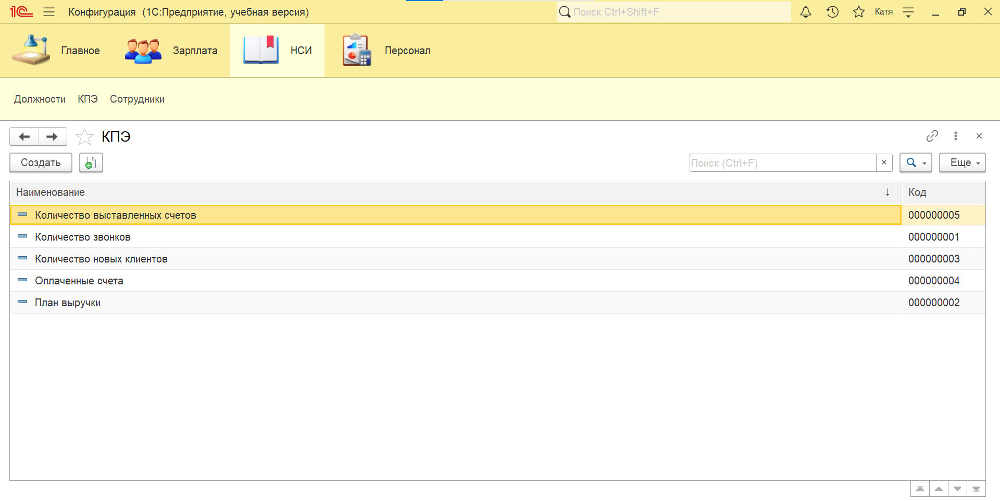 1С Конфигурация (1С:Предприятие, учебная версия) Поиск Ctrl+Shift+F Катя
Главное Зарплата НСИ Персонал
Должности КПЭ Сотрудники
КПЭ
Создать Поиск (Ctrl+F) × Еще
Наименование ↓ Код
Количество выставленных счетов 000000005
Количество звонков 000000001
Количество новых клиентов 000000003
Оплаченные счета 000000004
План выручки 000000002